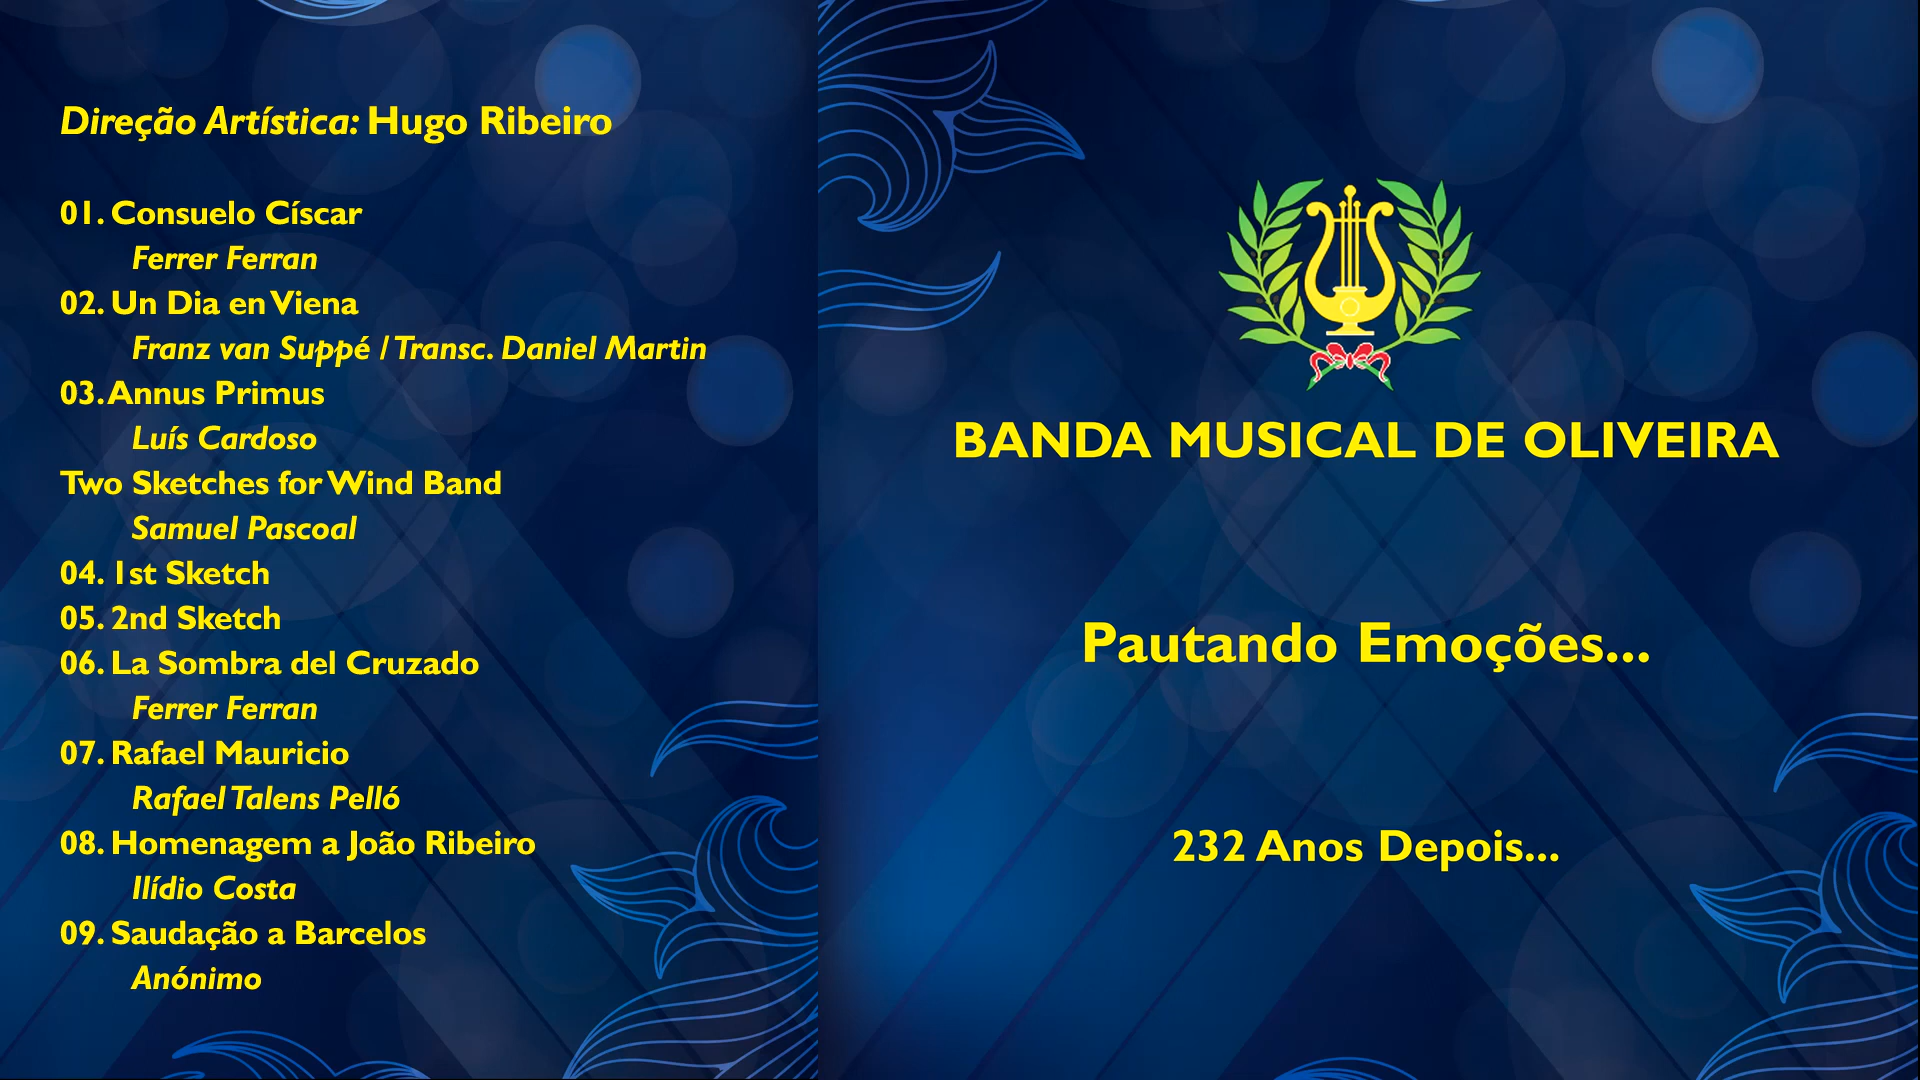 Direção Artística: Hugo Ribeiro
01. Consuelo Císcar
Ferrer Ferran
02. Un Dia en Viena
Franz van Suppé / Transc. Daniel Martin
03. Annus Primus
Luís Cardoso
Two Sketches for Wind Band
Samuel Pascoal
04. 1st Sketch
05. 2nd Sketch
06. La Sombra del Cruzado
Ferrer Ferran
07. Rafael Mauricio
Rafael Talens Pelló
08. Homenagem a João Ribeiro
Ilídio Costa
09. Saudação a Barcelos
Anónimo
BANDA MUSICAL DE OLIVEIRA
Pautando Emoções...
232 Anos Depois...